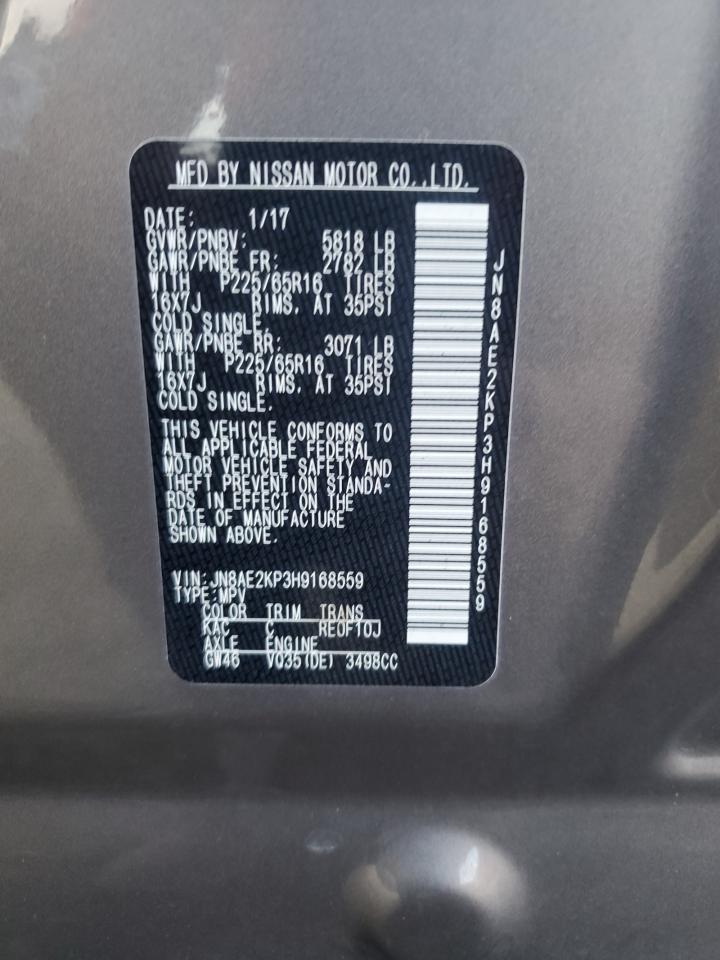 MFD BY NISSAN MOTOR CO.,LTD.
DATE: 1/17
GVWR/PNBV: 5818 LB
GAWR/PNBE FR: 2782 LB
WITH P225/65R16 TIRES
16X7J RIMS, AT 35PSI
COLD SINGLE,
GAWR/PNBE RR: 3071 LB
WITH P225/65R16 TIRES
16X7J RIMS, AT 35PSI
COLD SINGLE.
THIS VEHICLE CONFORMS TO
ALL APPLICABLE FEDERAL
MOTOR VEHICLE SAFETY AND
THEFT PREVENTION STANDA-
RDS IN EFFECT ON THE
DATE OF MANUFACTURE
SHOWN ABOVE.
VIN:JN8AE2KP3H9168559
TYPE:MPV
COLOR TRIM TRANS
KAC C RE0F10J
AXLE ENGINE
GW46 VQ35(DE) 3498CC
JN8AE2KP3H9168559